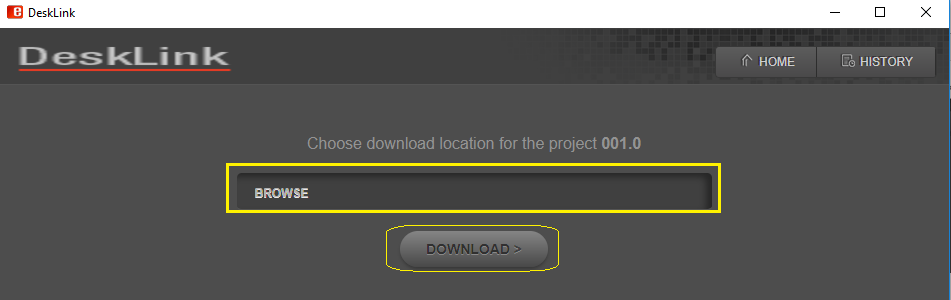 DeskLink
DeskLink
HOME
HISTORY
Choose download location for the project 001.0
BROWSE
DOWNLOAD >